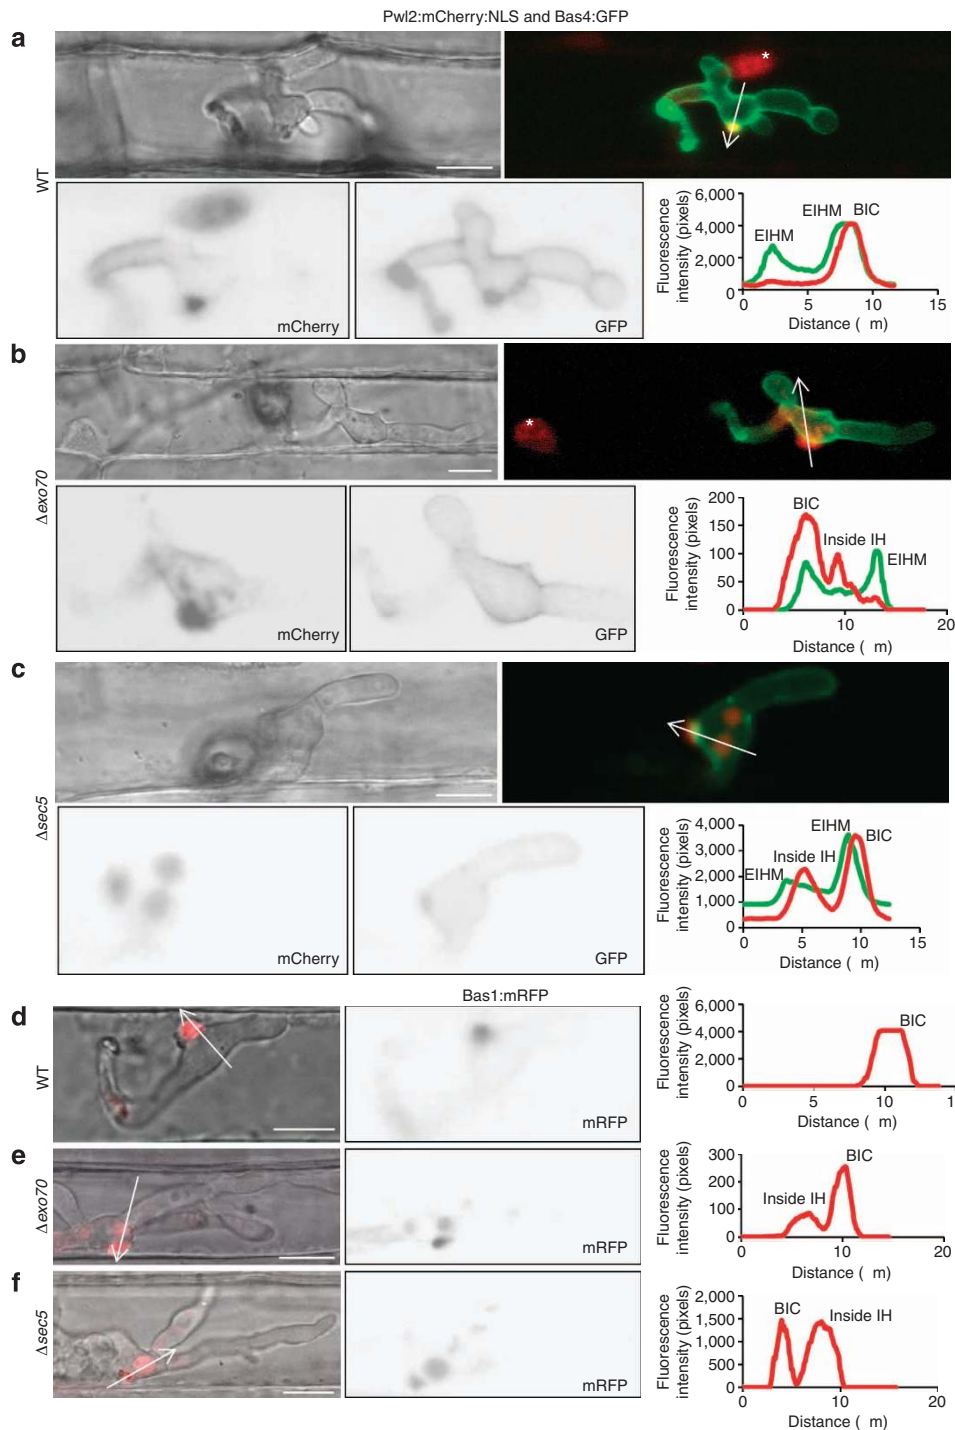 Pwl2:mCherry:NLS and Bas4:GFP
a
WT
*
mCherry
GFP
Fluorescence
intensity (pixels)
6,000
4,000
2,000
0
EIHM
EIHM
BIC
0
5
10
15
Distance ( m)
b
Δexo70
*
mCherry
GFP
Fluorescence
intensity (pixels)
200
150
100
50
0
BIC
Inside IH
EIHM
0
10
20
Distance ( m)
c
Δsec5
mCherry
GFP
Fluorescence
intensity (pixels)
4,000
3,000
2,000
1,000
0
EIHM
BIC
Inside IH
EIHM
0
5
10
15
Distance ( m)
Bas1:mRFP
d
WT
mRFP
Fluorescence
intensity (pixels)
6,000
4,000
2,000
0
BIC
0
5
10
1
Distance ( m)
e
Δexo70
mRFP
Fluorescence
intensity (pixels)
300
200
100
0
BIC
Inside IH
0
10
20
Distance ( m)
f
Δsec5
mRFP
Fluorescence
intensity (pixels)
2,000
1,500
1,000
500
0
BIC
Inside IH
0
10
20
Distance ( m)